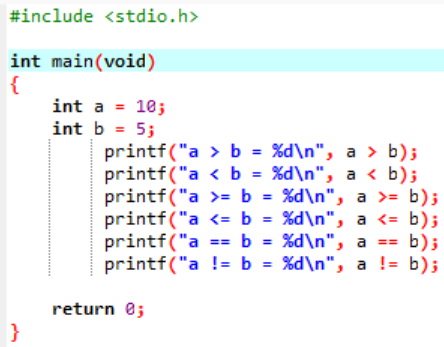 #include <stdio.h>
int main(void)
{
int a = 10;
int b = 5;
printf("a > b = %d\n", a > b);
printf("a < b = %d\n", a < b);
printf("a >= b = %d\n", a >= b);
printf("a <= b = %d\n", a <= b);
printf("a == b = %d\n", a == b);
printf("a != b = %d\n", a != b);
return 0;
}